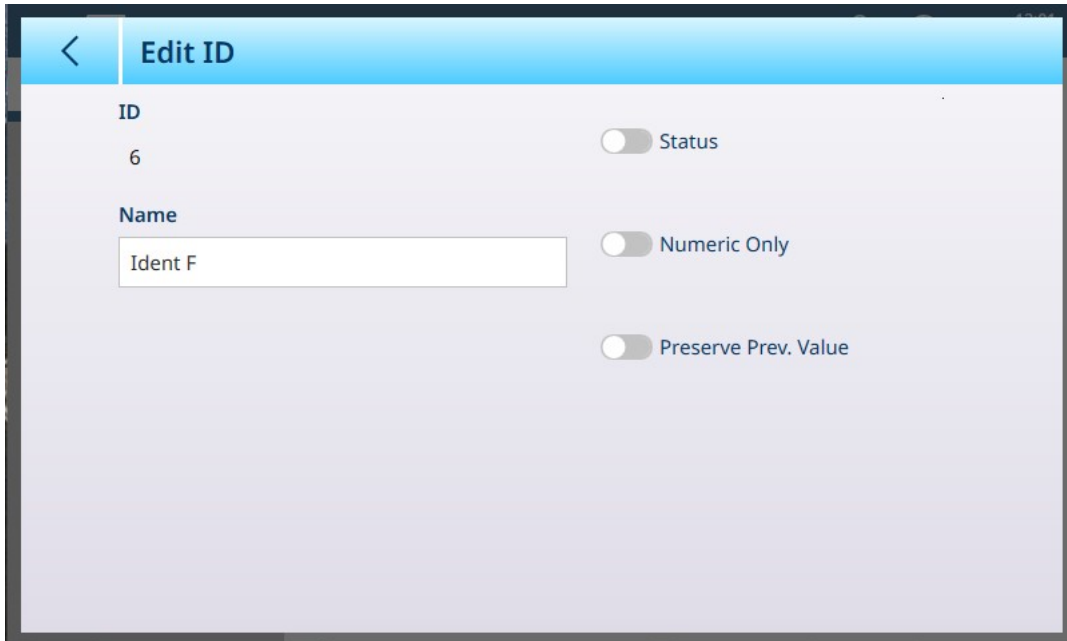 Edit ID
ID
6
Status
Name
Ident F
Numeric Only
Preserve Prev. Value